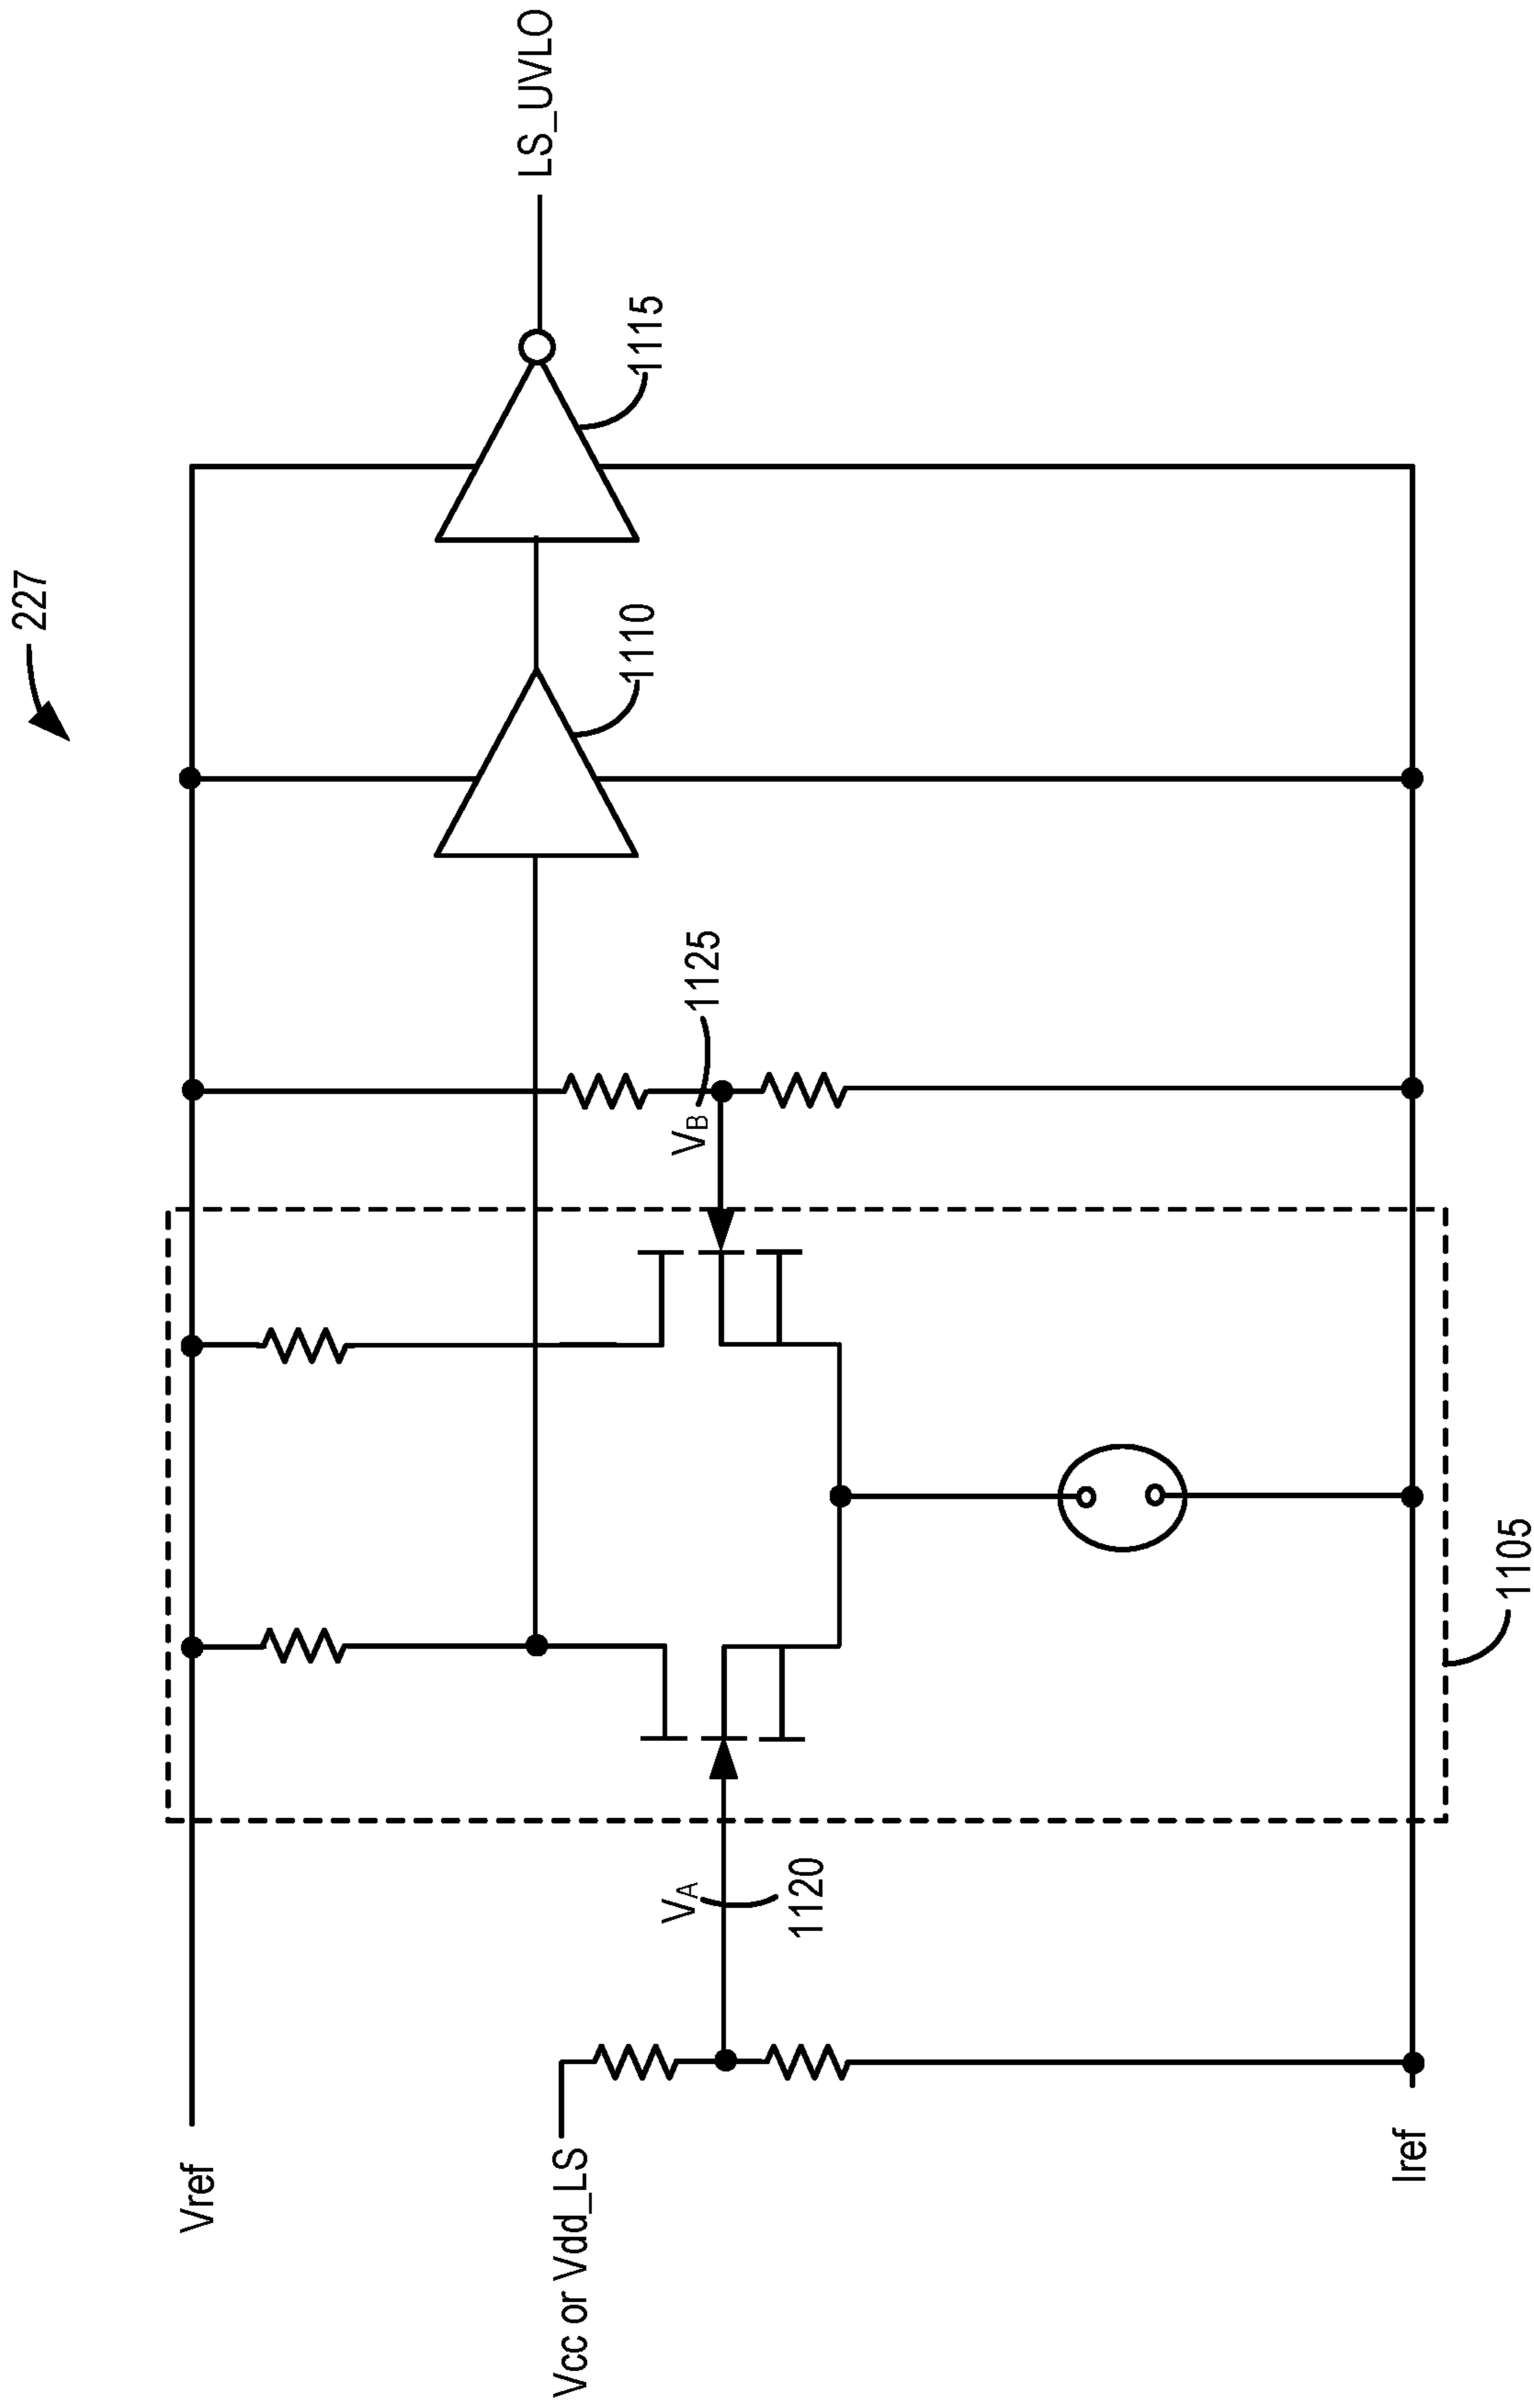 227
Vref
LS_UVLO
1115
1110
1125
VB
VA
1120
Vcc or Vdd_LS
Iref
1105